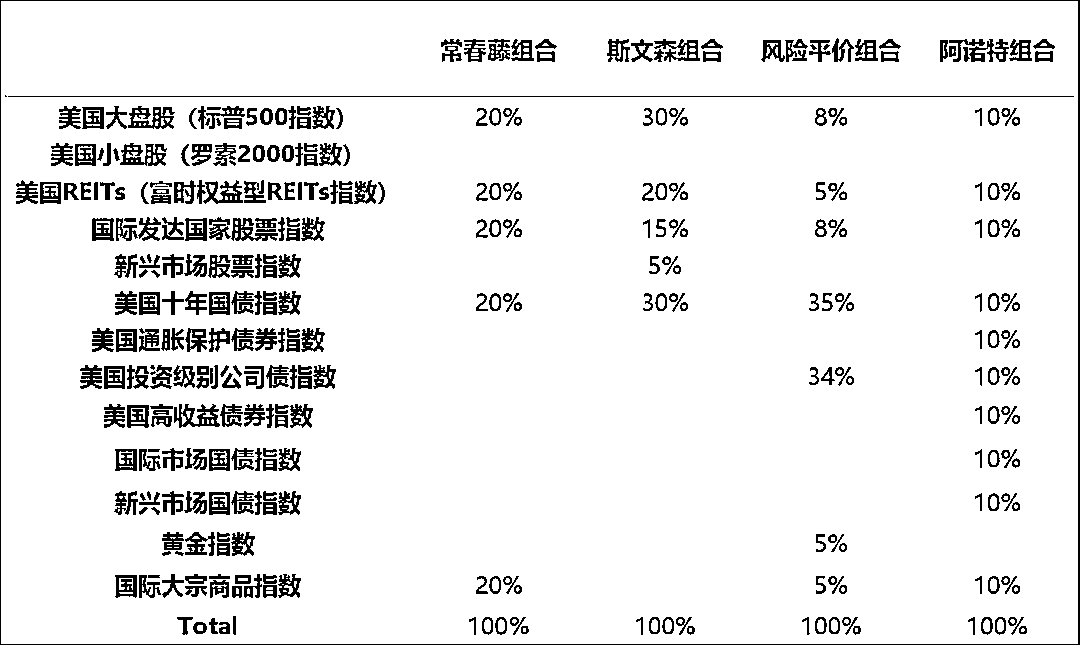 常春藤组合 斯文森组合 风险平价组合 阿诺特组合
美国大盘股（标普500指数） 20% 30% 8% 10%
美国小盘股（罗素2000指数）
美国REITs（富时权益型REITs指数） 20% 20% 5% 10%
国际发达国家股票指数 20% 15% 8% 10%
新兴市场股票指数 5%
美国十年国债指数 20% 30% 35% 10%
美国通胀保护债券指数 10%
美国投资级别公司债指数 34% 10%
美国高收益债券指数 10%
国际市场国债指数 10%
新兴市场国债指数 10%
黄金指数 5%
国际大宗商品指数 20% 5% 10%
Total 100% 100% 100% 100%